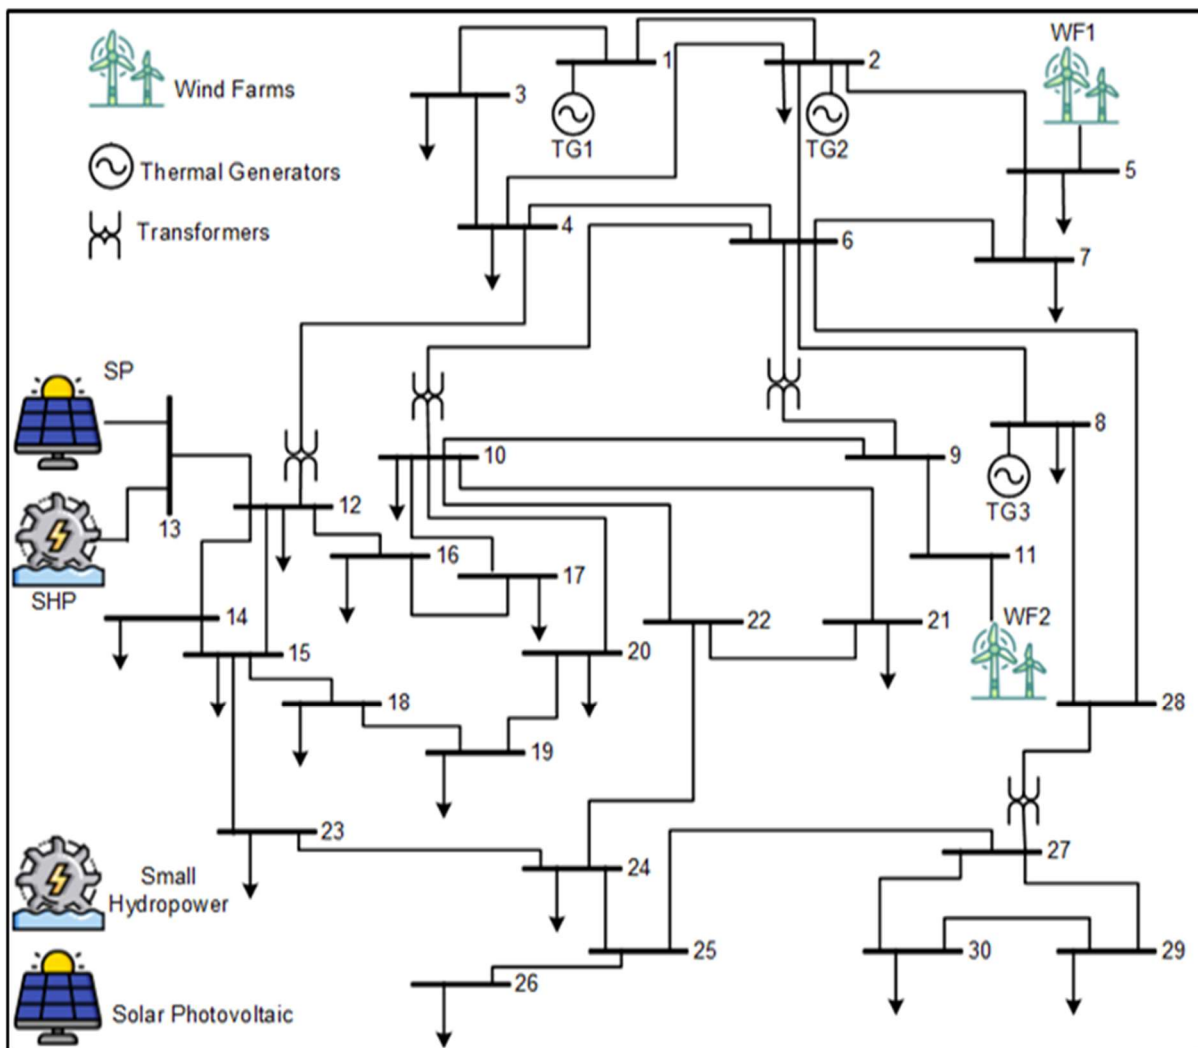 WF1
1
2
Wind Farms
3
TG1
TG2
Thermal Generators
5
Transformers
4
6
7
SP
8
10
9
TG3
12
13
16
11
17
SHP
14
22
21
WF2
15
20
18
28
19
23
27
24
Small
Hydropower
25
30
29
26
Solar Photovoltaic